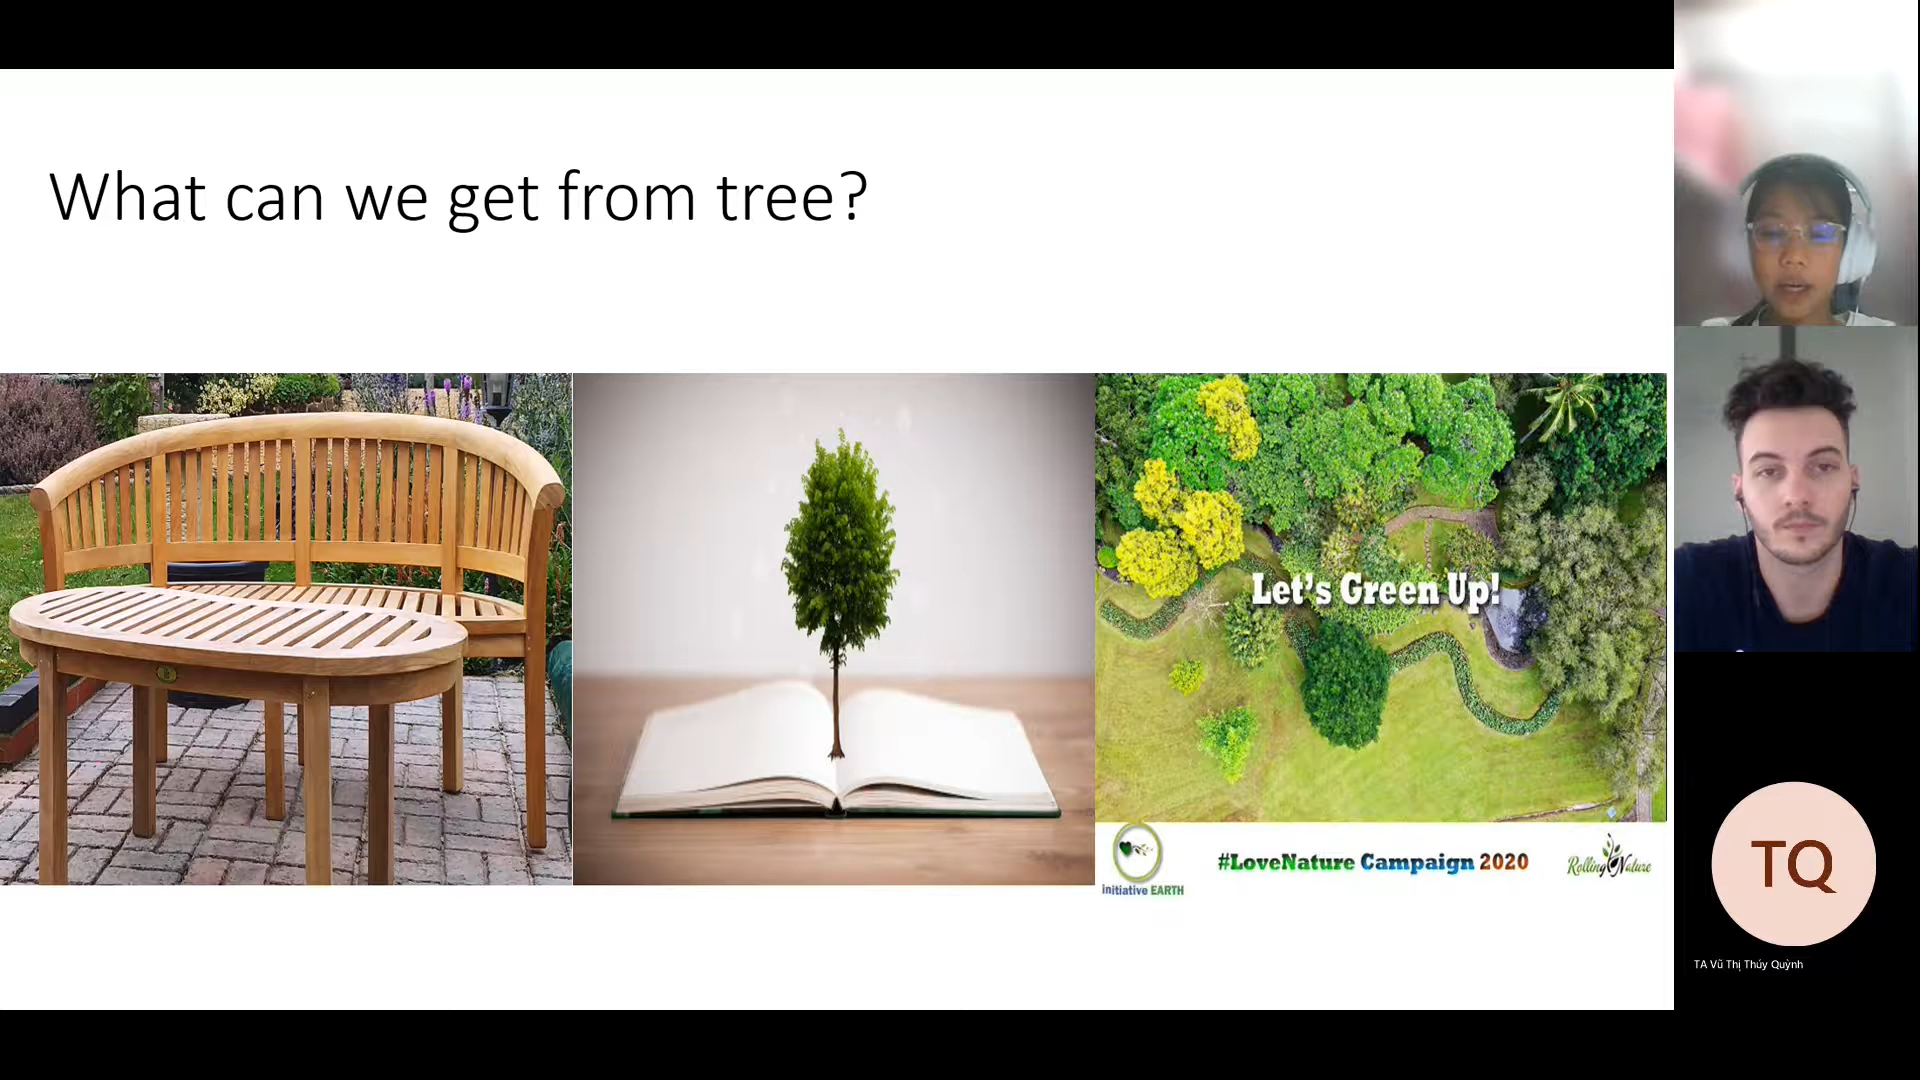 What can we get from tree?
Let's Green Up!
initiative EARTH
#LoveNature Campaign 2020
Rolling Nature
TQ
TA Vũ Thị Thúy Quỳnh